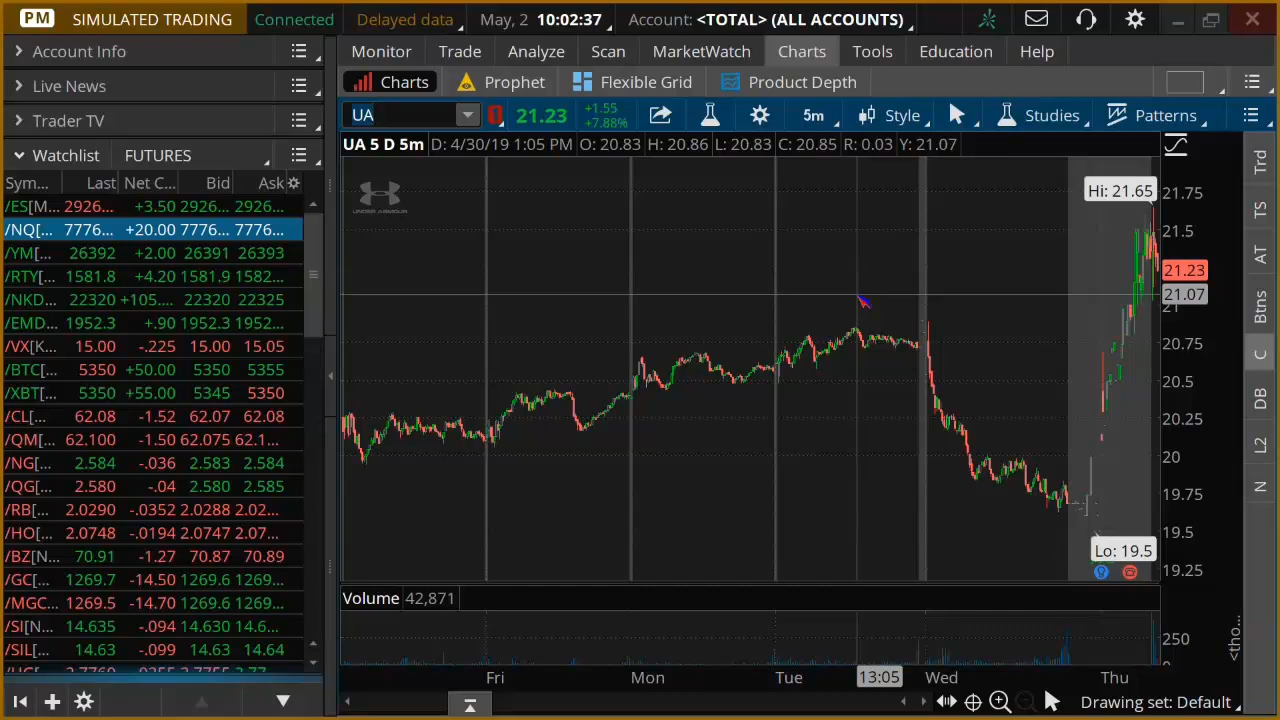 PM SIMULATED TRADING Connected Delayed data May, 2 10:02:37 Account: <TOTAL> (ALL ACCOUNTS)
Account Info
Live News
Trader TV
Watchlist FUTURES
Sym... Last Net C... Bid Ask
/ES[M... 2926... +3.50 2926... 2926...
/NQ[... 7776... +20.00 7776... 7776...
/YM[... 26392 +2.00 26391 26393
/RTY[... 1581.8 +4.20 1581.9 1582...
/NKD... 22320 +105.... 22320 22325
/EMD... 1952.3 +.90 1952.3 1952...
/VX[K... 15.00 -.225 15.00 15.05
/BTC[... 5350 +50.00 5350 5355
/XBT[... 5350 +55.00 5345 5350
/CL[... 62.08 -1.52 62.07 62.08
/QM[... 62.100 -1.50 62.075 62.1...
/NG[... 2.584 -.036 2.583 2.584
/QG[... 2.580 -.04 2.580 2.585
/RB[... 2.0290 -.0352 2.0288 2.02...
/HO[... 2.0748 -.0194 2.0747 2.07...
/BZ[N... 70.91 -1.27 70.87 70.89
/GC[... 1269.7 -14.50 1269.6 1269...
/MGC... 1269.5 -14.70 1269.6 1269...
/SI[N... 14.635 -.094 14.630 14.6...
/SIL[... 14.63 -.099 14.63 14.64
Monitor Trade Analyze Scan MarketWatch Charts Tools Education Help
Charts Prophet Flexible Grid Product Depth
UA 21.23 +1.55 5m Style Studies Patterns
+7.88%
UA 5 D 5m D: 4/30/19 1:05 PM O: 20.83 H: 20.86 L: 20.83 C: 20.85 R: 0.03 Y: 21.07
UNDER ARMOUR
Hi: 21.65
21.75
21.5
21.23
21.07
21
20.75
20.5
20.25
20
19.75
19.5
Lo: 19.5
19.25
Volume 42,871
250
0
<tho...
Fri Mon Tue 13:05 Wed Thu
Drawing set: Default
Trd
TS
AT
Btns
C
DB
L2
N